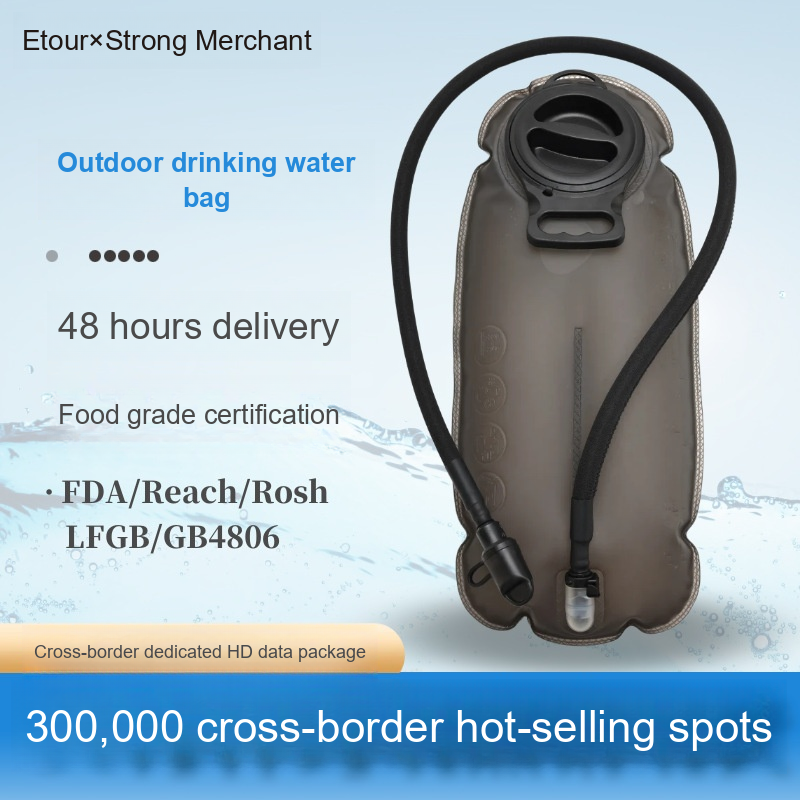 Etour×Strong Merchant
Outdoor drinking water
bag
48 hours delivery
Food grade certification
· FDA/Reach/Rosh
LFGB/GB4806
Cross-border dedicated HD data package
300,000 cross-border hot-selling spots